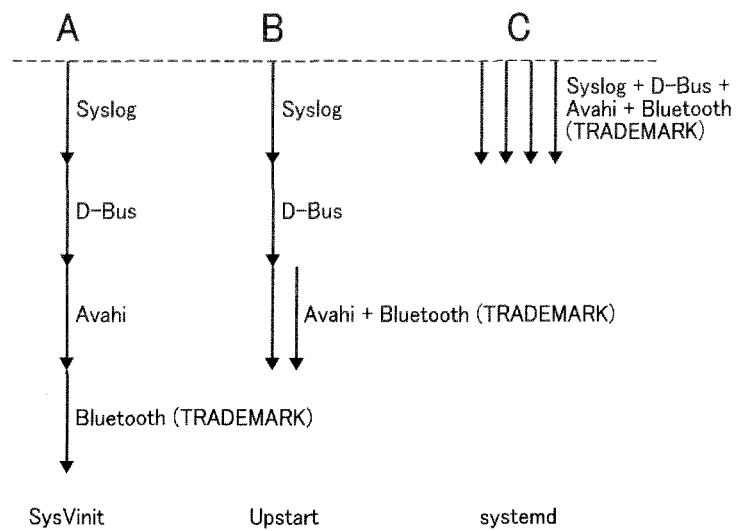 A
B
C
Syslog
Syslog
Syslog + D-Bus +
Avahi + Bluetooth
(TRADEMARK)
D-Bus
D-Bus
Avahi
Avahi + Bluetooth (TRADEMARK)
Bluetooth (TRADEMARK)
SysVinit
Upstart
systemd